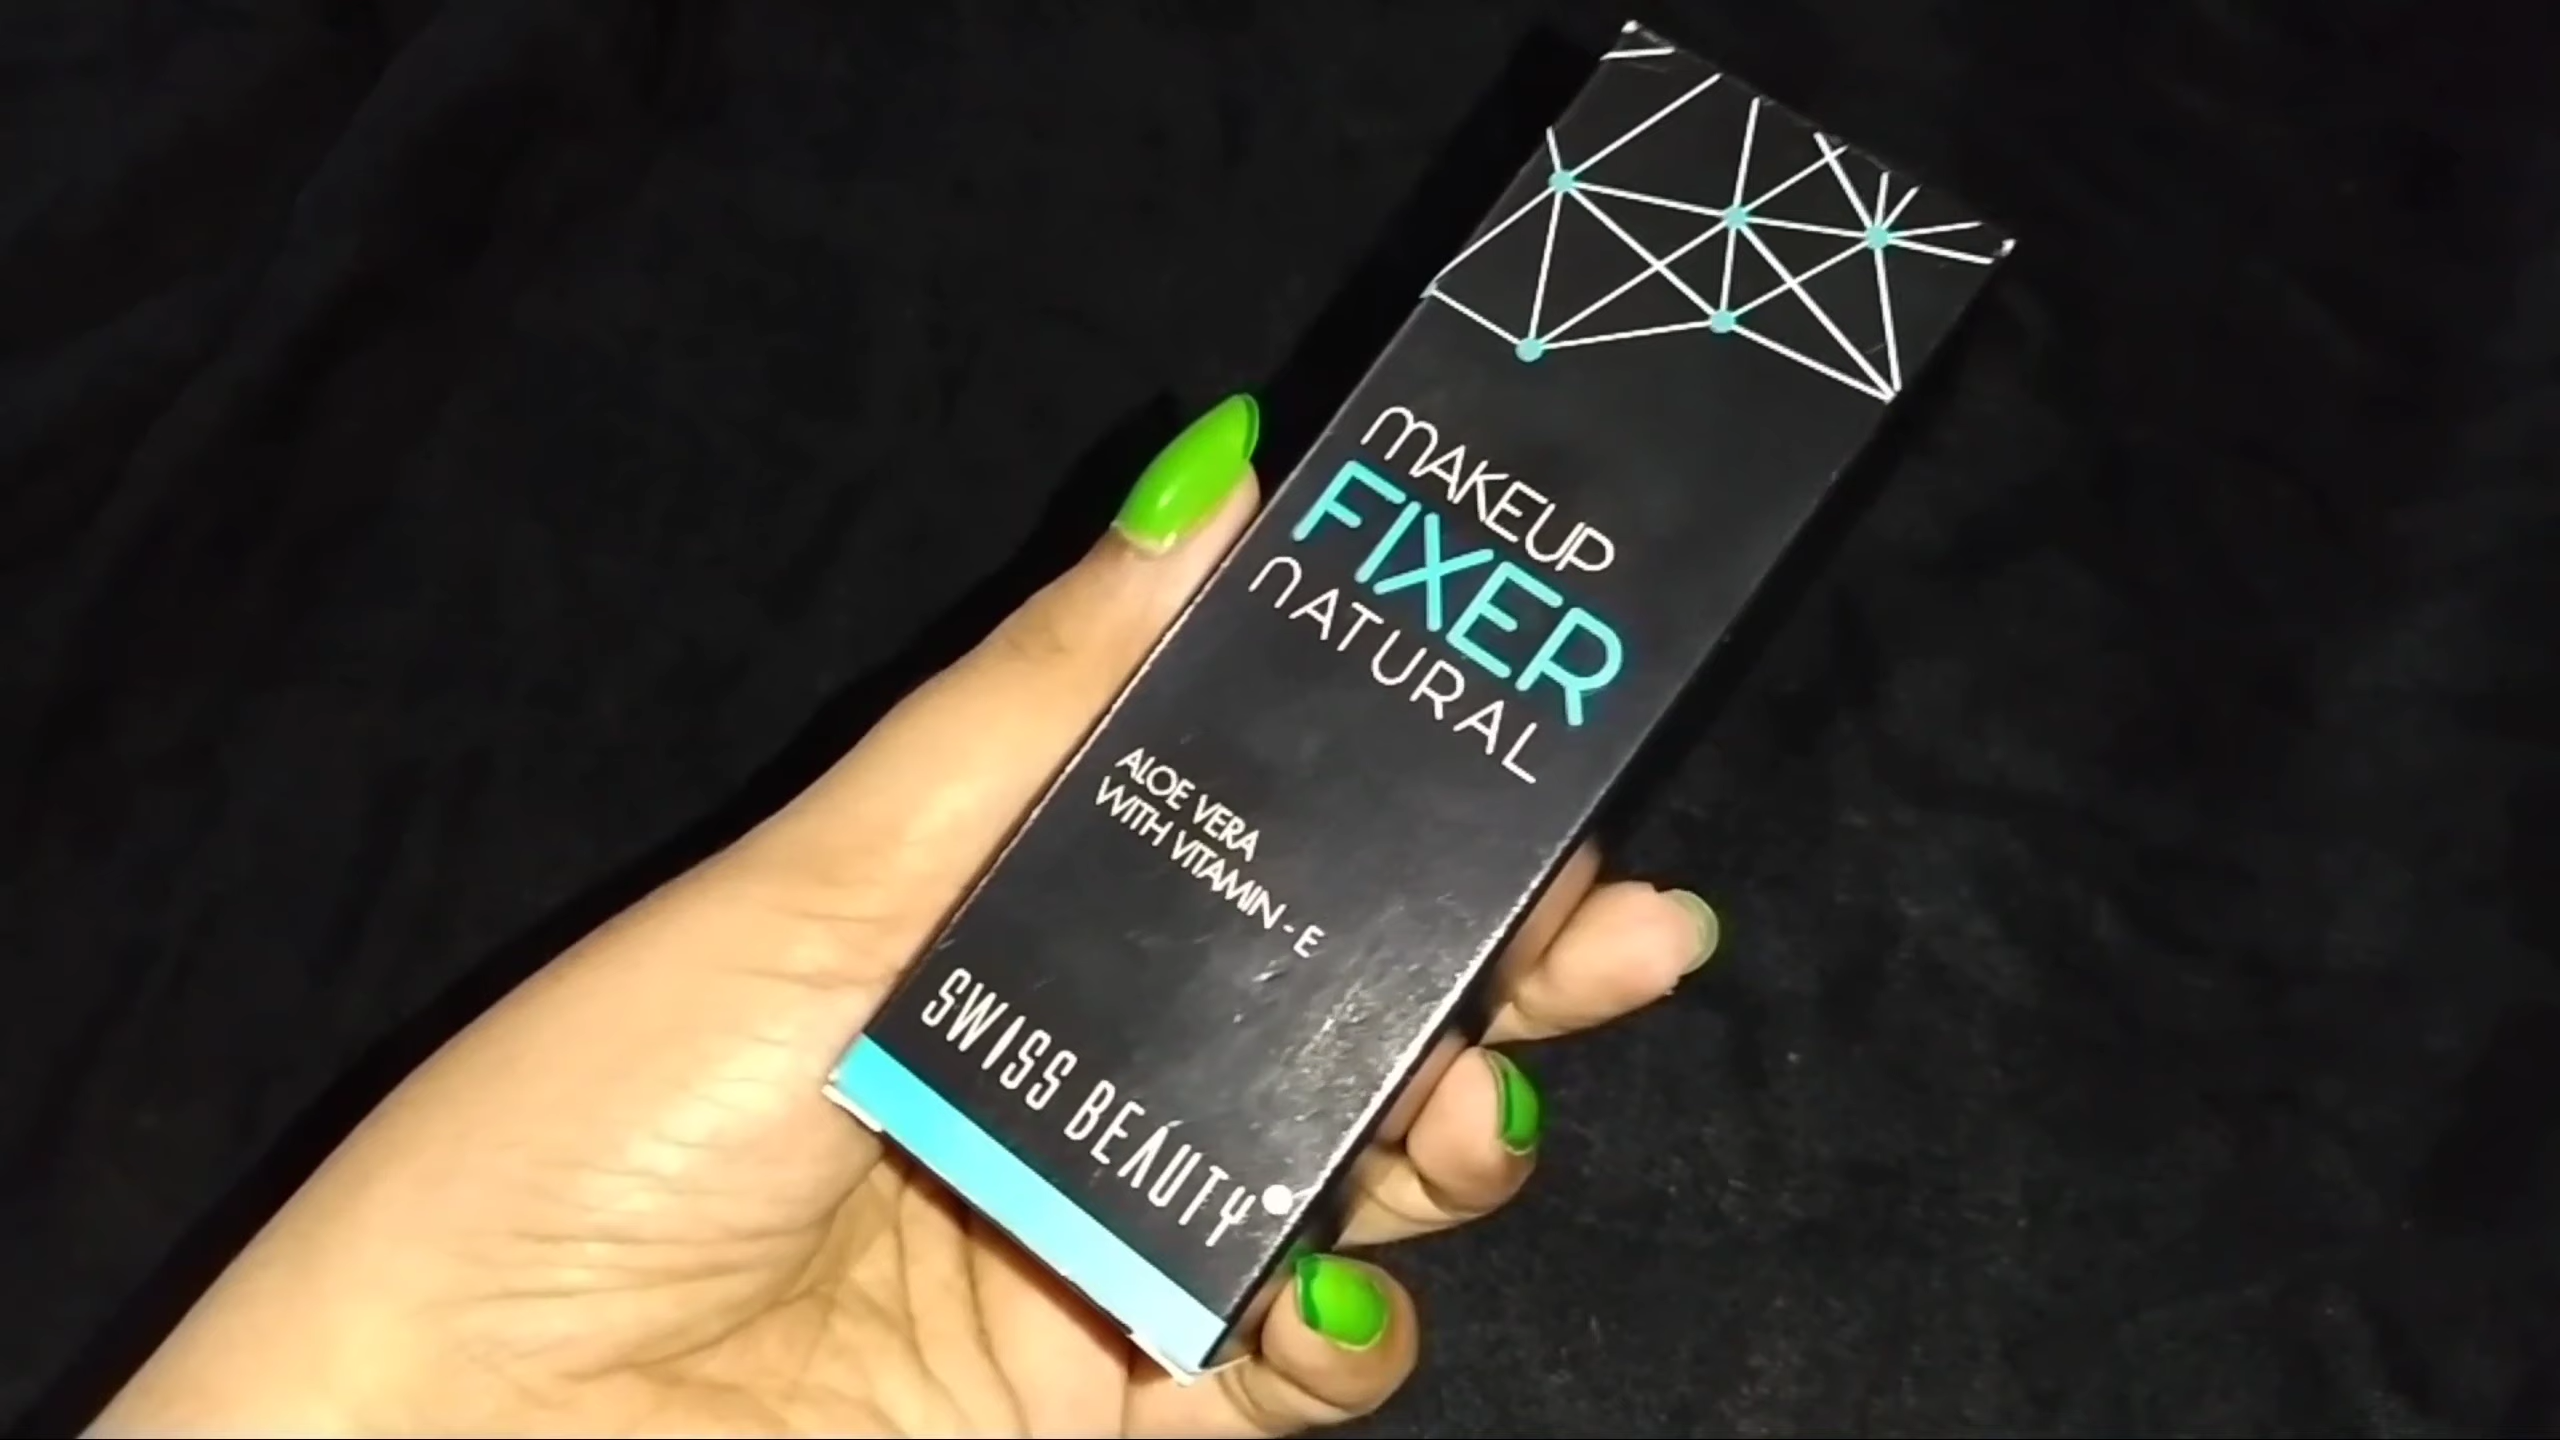 MAKEUP
FIXER
NATURAL
ALOE VERA
WITH VITAMIN - E
SWISS BEAUTY